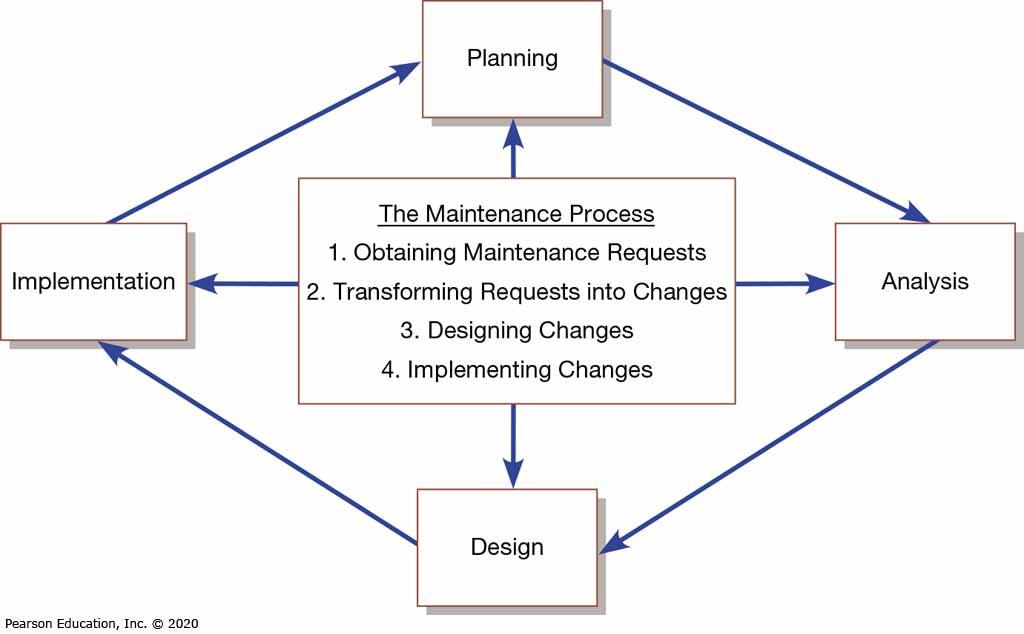 Planning
The Maintenance Process
1. Obtaining Maintenance Requests
Implementation
2. Transforming Requests into Changes
Analysis
3. Designing Changes
4. Implementing Changes
Design
Pearson Education, Inc. © 2020